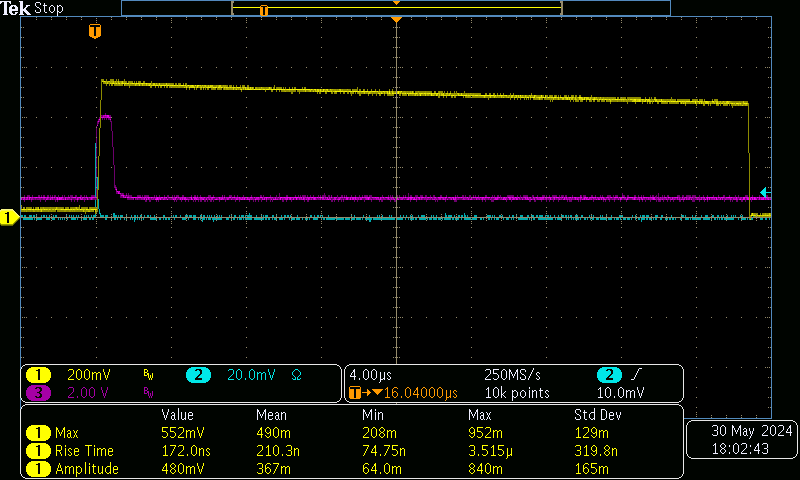 Tek Stop
T
T
1
1 200mV BW 2 20.0mV Ω
3 2.00 V BW
4.00µs 250MS/s 2
T→▼16.04000µs 10k points 10.0mV
Value Mean Min Max Std Dev
1 Max 552mV 490m 208m 952m 129m
1 Rise Time 172.0ns 210.3n 74.75n 3.515µ 319.8n
1 Amplitude 480mV 367m 64.0m 840m 165m
30 May 2024
18:02:43